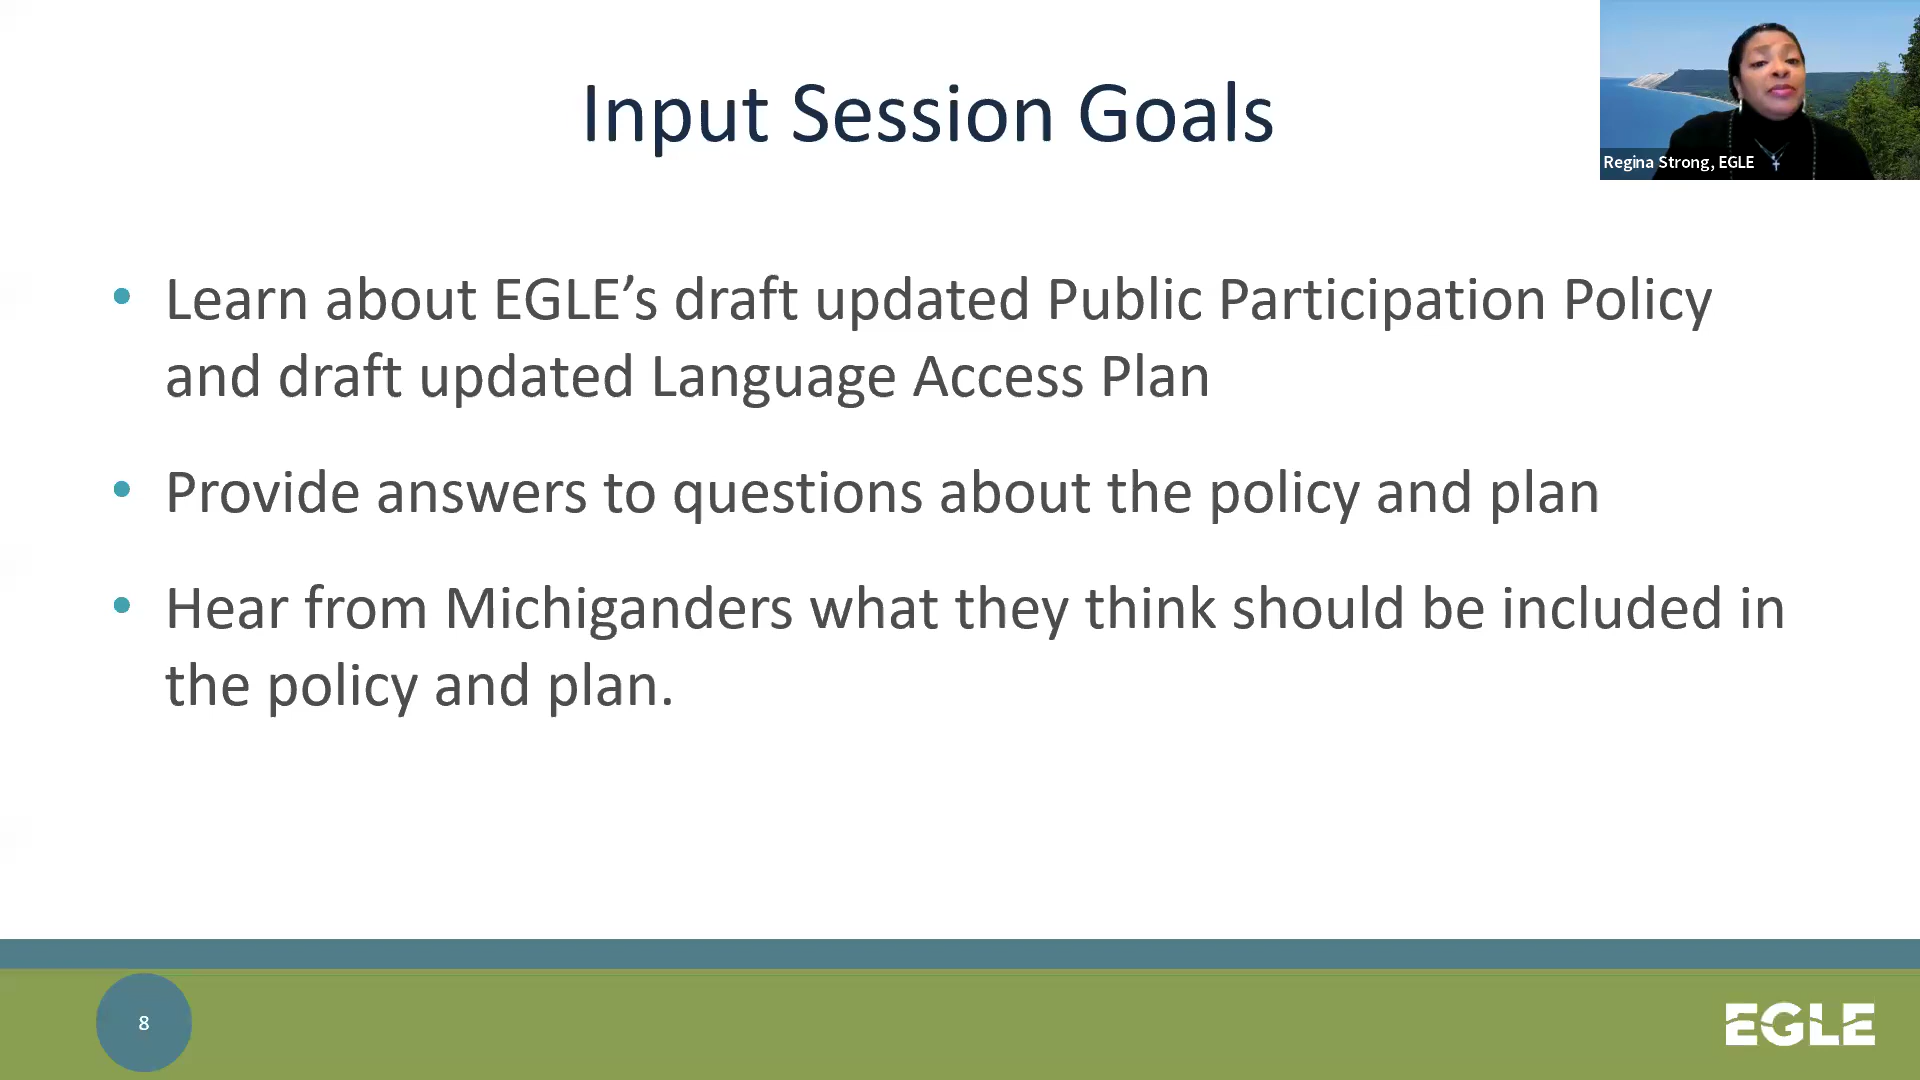 Input Session Goals
Regina Strong, EGLE
• Learn about EGLE’s draft updated Public Participation Policy
and draft updated Language Access Plan
• Provide answers to questions about the policy and plan
• Hear from Michiganders what they think should be included in
the policy and plan.
8
EGLE